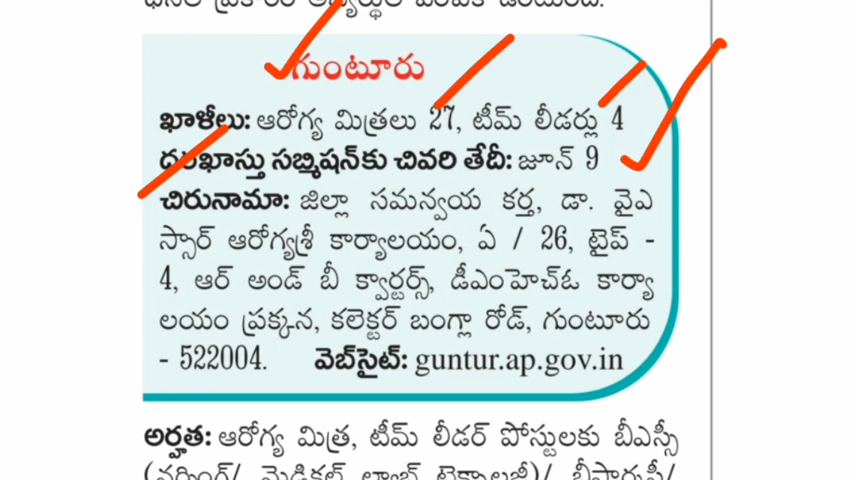 గుంటూరు
ఖాళీలు: ఆరోగ్య మిత్రలు 27, టీమ్ లీడర్లు 4
దరఖాస్తు సబ్మిషన్‌కు చివరి తేదీ: జూన్ 9
చిరునామా: జిల్లా సమన్వయ కర్త, డా. వైఎ
స్సార్ ఆరోగ్యశ్రీ కార్యాలయం, ఏ / 26, టైప్ -
4, ఆర్ అండ్ బీ క్వార్టర్స్, డీఎంహెచ్ఓ కార్యా
లయం ప్రక్కన, కలెక్టర్ బంగ్లా రోడ్, గుంటూరు
- 522004. వెబ్‌సైట్: guntur.ap.gov.in
అర్హత: ఆరోగ్య మిత్ర, టీమ్ లీడర్ పోస్టులకు బీఎస్సీ